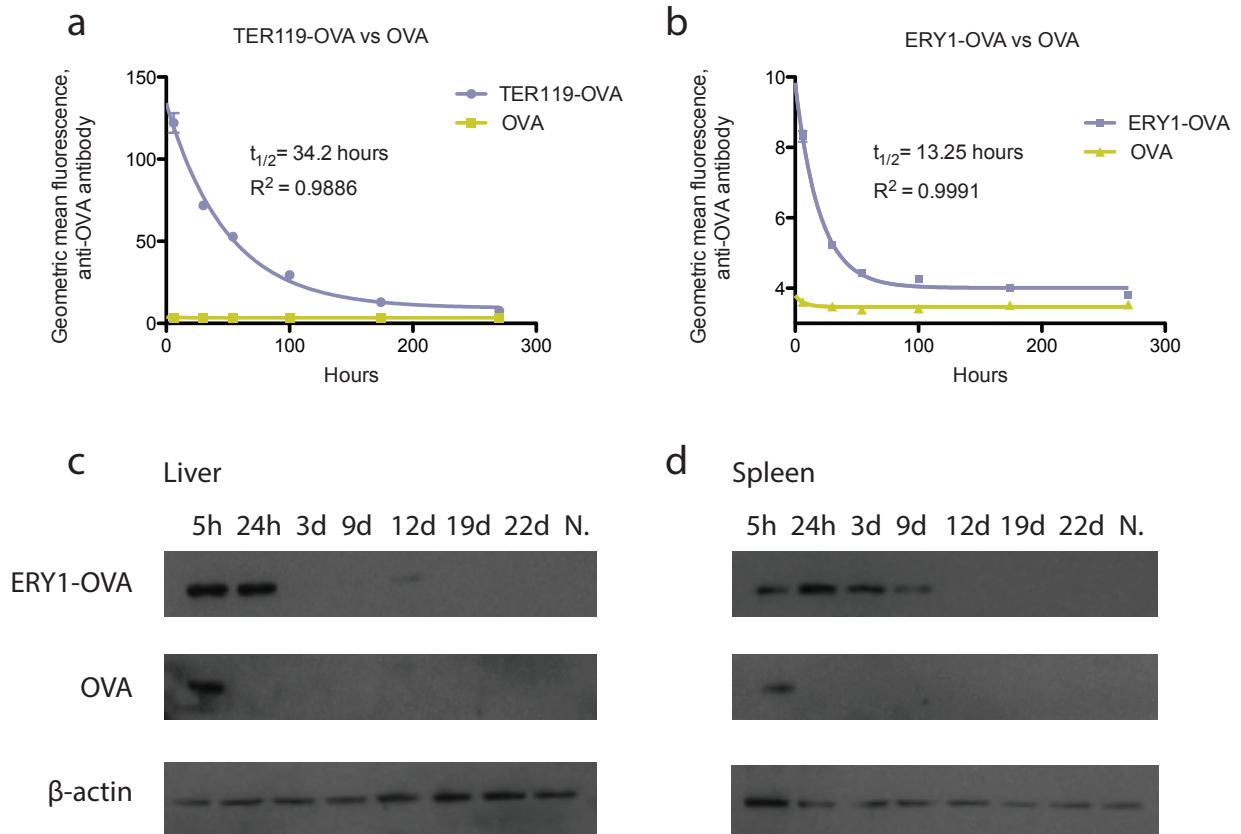 a
TER119-OVA vs OVA
Geometric mean fluorescence,
anti-OVA antibody
150
100
50
0
0 100 200 300
Hours
TER119-OVA
OVA
t1/2= 34.2 hours
R2 = 0.9886
b
ERY1-OVA vs OVA
Geometric mean fluorescence,
anti-OVA antibody
10
8
6
4
0 100 200 300
Hours
ERY1-OVA
OVA
t1/2= 13.25 hours
R2 = 0.9991
c
Liver
5h 24h 3d 9d 12d 19d 22d N.
ERY1-OVA
OVA
β-actin
d
Spleen
5h 24h 3d 9d 12d 19d 22d N.